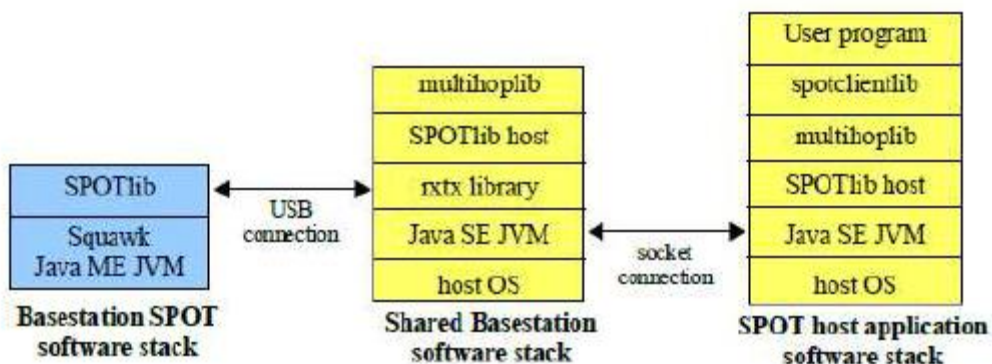 SPOTlib
Squawk
Java ME JVM
Basestation SPOT
software stack
USB
connection
multihoplib
SPOTlib host
rxtx library
Java SE JVM
host OS
Shared Basestation
software stack
socket
connection
User program
spotclientlib
multihoplib
SPOTlib host
Java SE JVM
host OS
SPOT host application
software stack